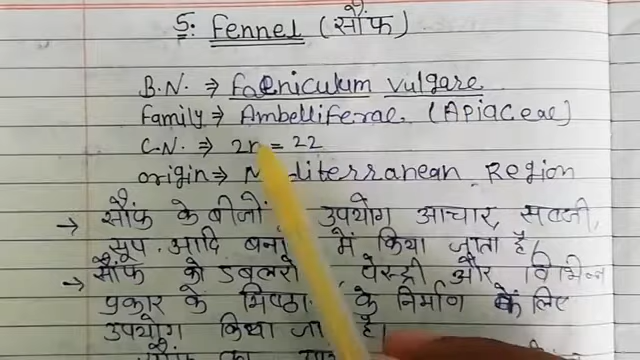 5. Fennel (सौंफ)
B.N. ⇒ Foeniculum vulgare
Family ⇒ Ambelliferae (Apiaceae)
C.N. ⇒ 2n = 22
origin ⇒ Mediterranean Region
→ सौंफ के बीजों उपयोग आचार, सब्जी,
सूप आदि बना में किया जाता है।
→ सौंफ को डबलरो , पेस्ट्री और विभिन्न
प्रकार के के निर्माण के लिए
उपयोग किया जा है।
सौंफ का